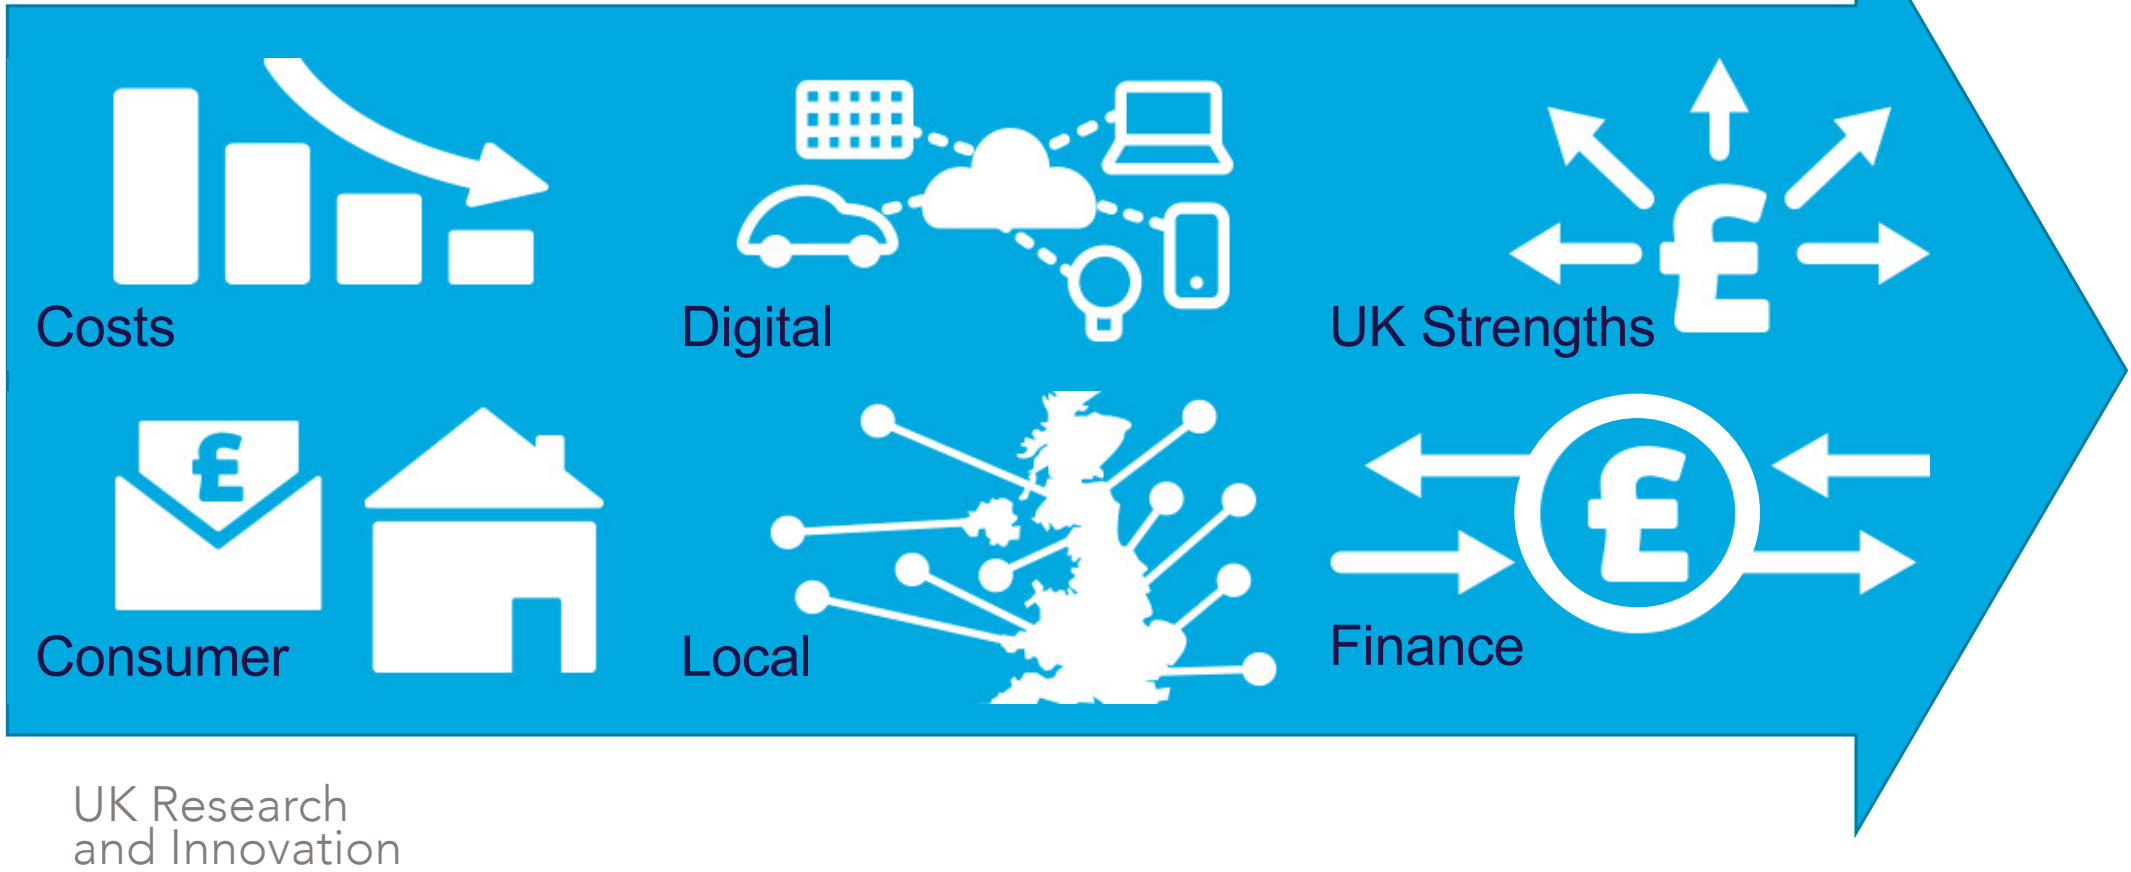 Costs
Digital
UK Strengths
£
£
Consumer
Local
Finance
£
UK Research
and Innovation